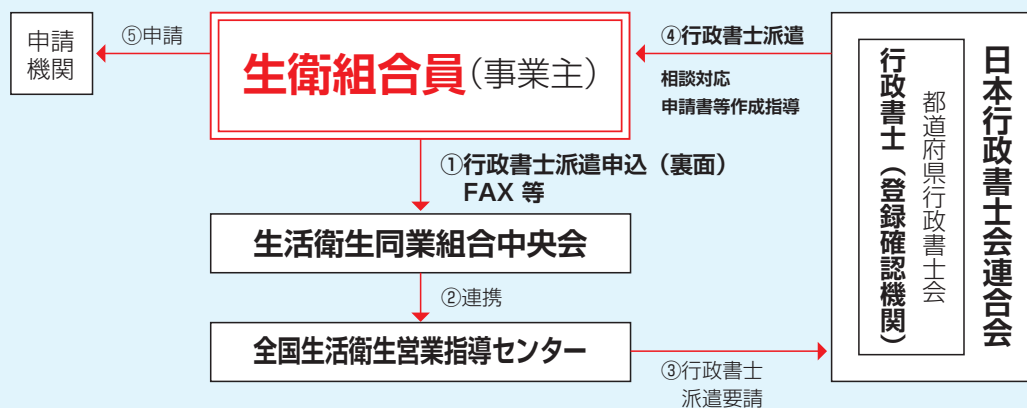 申請
機関
⑤申請
生衛組合員(事業主)
④行政書士派遣
相談対応
申請書等作成指導
①行政書士派遣申込（裏面）
FAX 等
生活衛生同業組合中央会
②連携
全国生活衛生営業指導センター
③行政書士
派遣要請
日本行政書士会連合会
都道府県行政書士会
行政書士（登録確認機関）